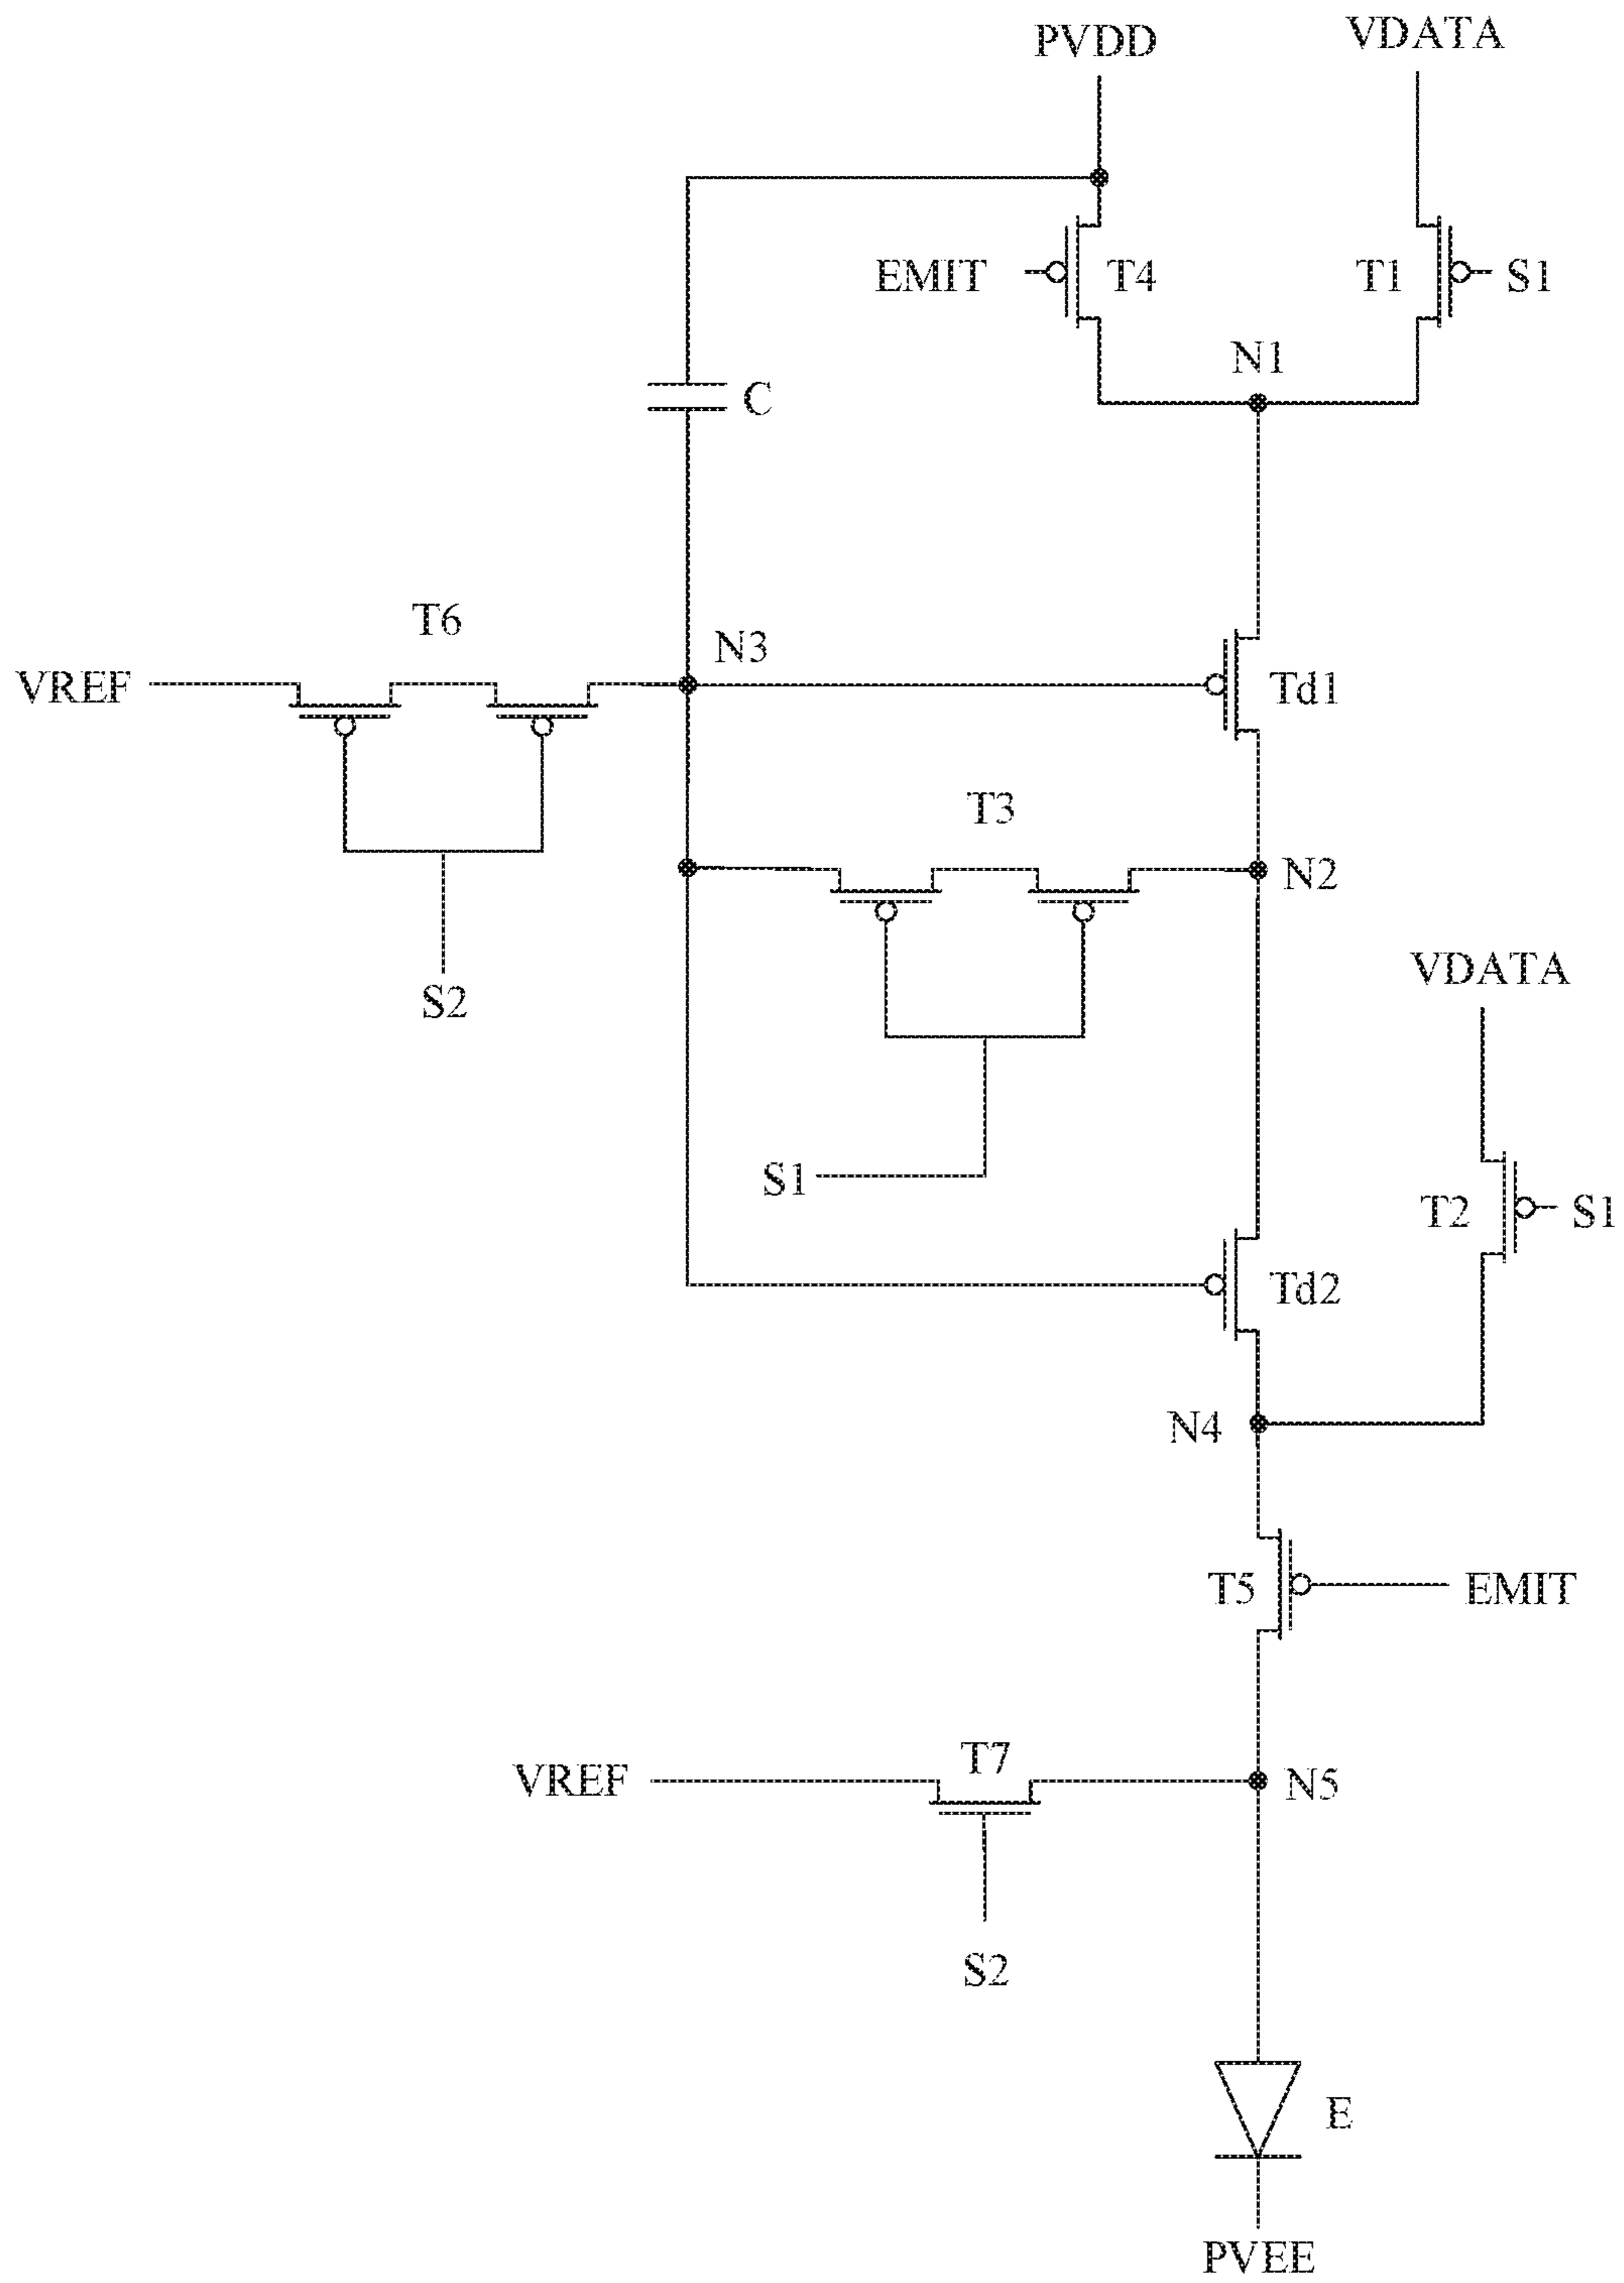 PVDD
VDATA
EMIT
T4
T1
S1
N1
C
T6
N3
VREF
Td1
T3
N2
S2
VDATA
S1
T2
S1
Td2
N4
T5
EMIT
T7
VREF
N5
S2
E
PVEE